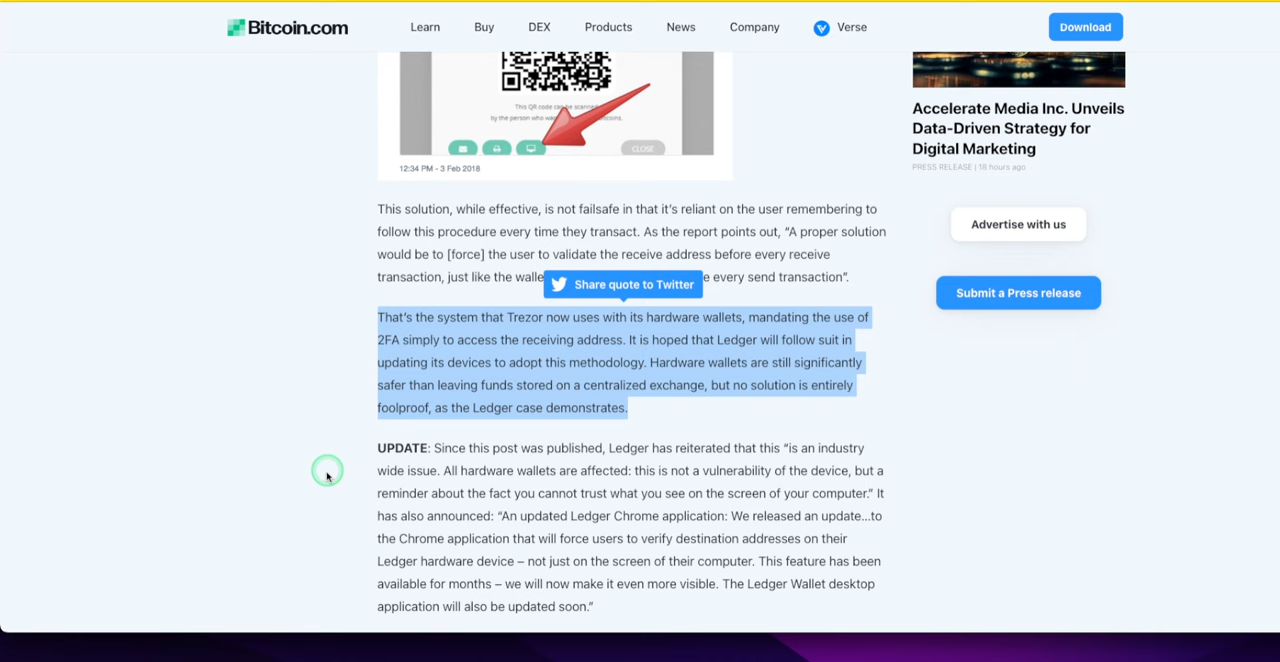 Bitcoin.com
Learn
Buy
DEX
Products
News
Company
Verse
Download
This QR code can be scanned
by the person who
CLOSE
12:34 PM - 3 Feb 2018
This solution, while effective, is not failsafe in that it’s reliant on the user remembering to
follow this procedure every time they transact. As the report points out, “A proper solution
would be to [force] the user to validate the receive address before every receive
transaction, just like the walle
e every send transaction”.
Share quote to Twitter
That’s the system that Trezor now uses with its hardware wallets, mandating the use of
2FA simply to access the receiving address. It is hoped that Ledger will follow suit in
updating its devices to adopt this methodology. Hardware wallets are still significantly
safer than leaving funds stored on a centralized exchange, but no solution is entirely
foolproof, as the Ledger case demonstrates.
UPDATE: Since this post was published, Ledger has reiterated that this “is an industry
wide issue. All hardware wallets are affected: this is not a vulnerability of the device, but a
reminder about the fact you cannot trust what you see on the screen of your computer.” It
has also announced: “An updated Ledger Chrome application: We released an update...to
the Chrome application that will force users to verify destination addresses on their
Ledger hardware device – not just on the screen of their computer. This feature has been
available for months – we will now make it even more visible. The Ledger Wallet desktop
application will also be updated soon.”
Accelerate Media Inc. Unveils
Data-Driven Strategy for
Digital Marketing
PRESS RELEASE | 18 hours ago
Advertise with us
Submit a Press release